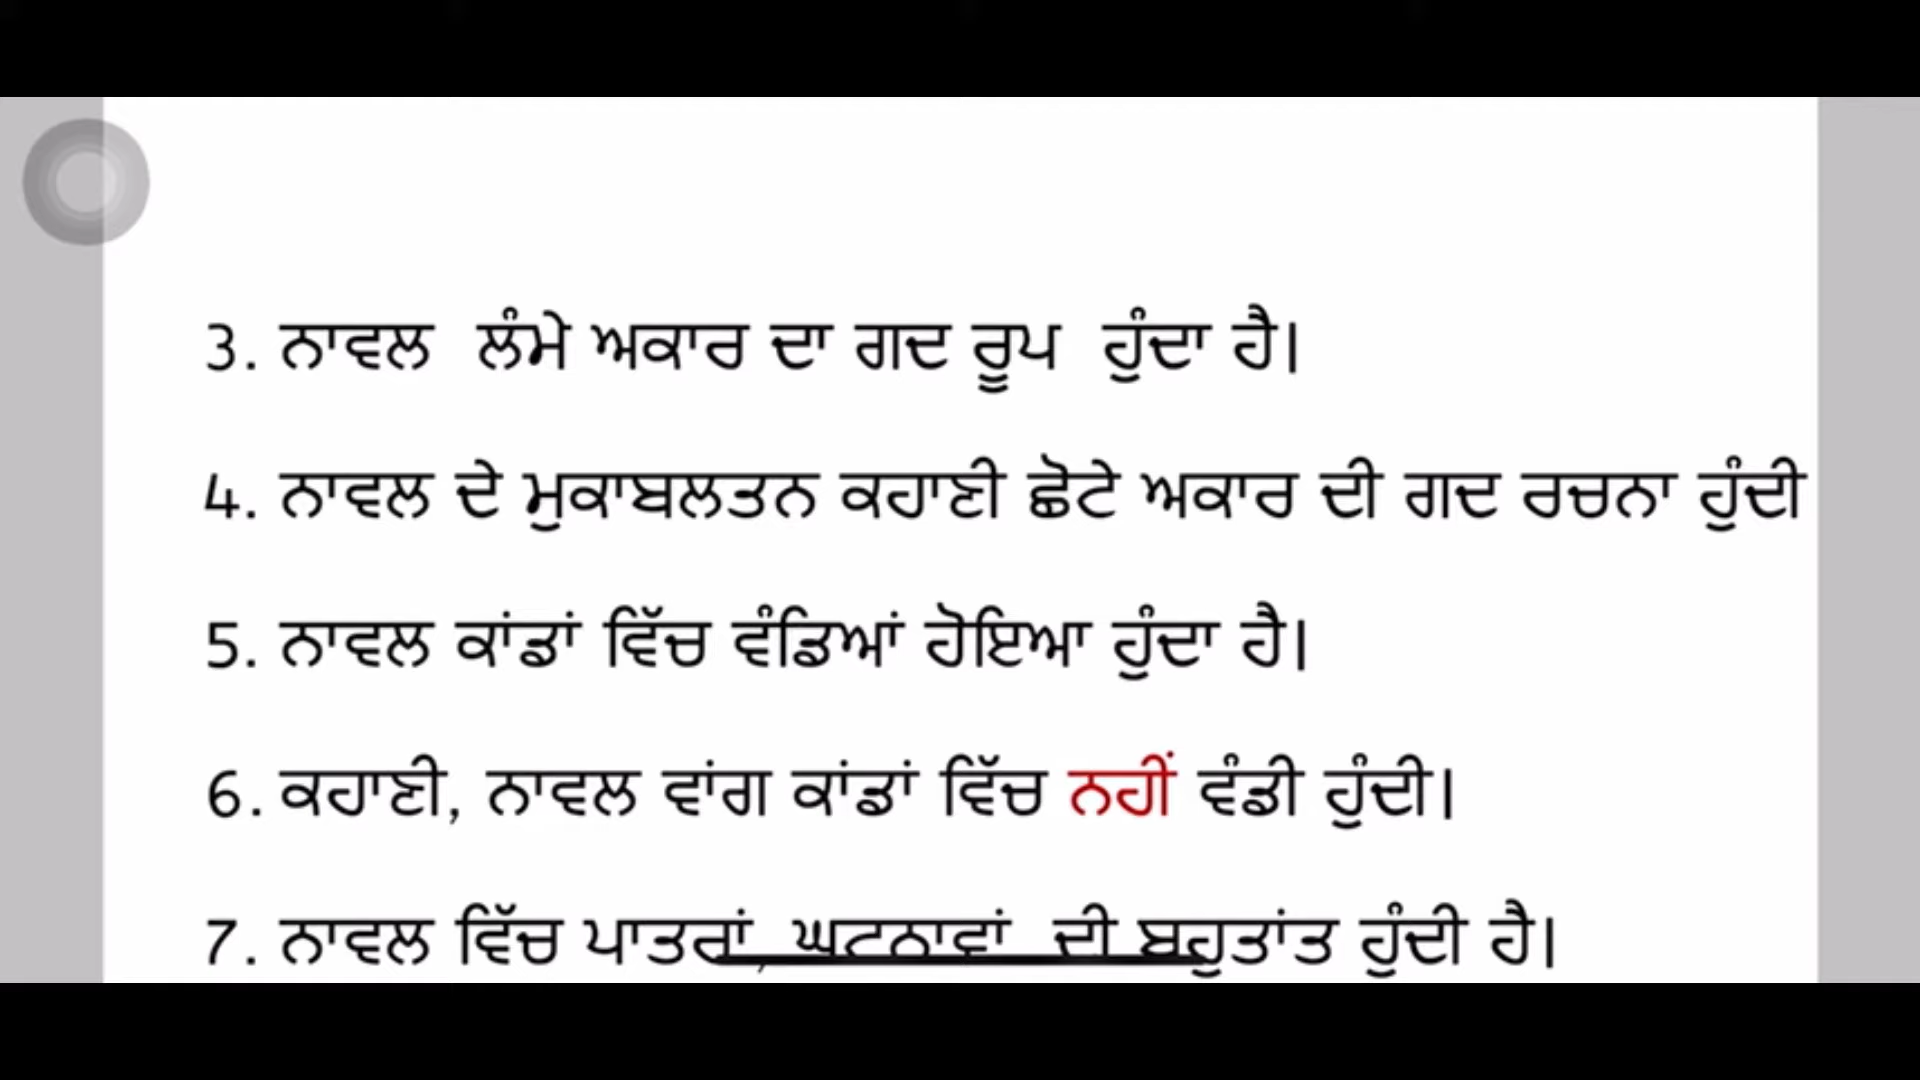 3. ਨਾਵਲ ਲੰਮੇ ਅਕਾਰ ਦਾ ਗਦ ਰੂਪ ਹੁੰਦਾ ਹੈ।
4. ਨਾਵਲ ਦੇ ਮੁਕਾਬਲਤਨ ਕਹਾਣੀ ਛੋਟੇ ਅਕਾਰ ਦੀ ਗਦ ਰਚਨਾ ਹੁੰਦੀ
5. ਨਾਵਲ ਕਾਂਡਾਂ ਵਿੱਚ ਵੰਡਿਆਂ ਹੋਇਆ ਹੁੰਦਾ ਹੈ।
6. ਕਹਾਣੀ, ਨਾਵਲ ਵਾਂਗ ਕਾਂਡਾਂ ਵਿੱਚ ਨਹੀਂ ਵੰਡੀ ਹੁੰਦੀ।
7. ਨਾਵਲ ਵਿੱਚ ਪਾਤਰਾਂ, ਘਟਨਾਵਾਂ ਦੀ ਬਹੁਤਾਂਤ ਹੁੰਦੀ ਹੈ।